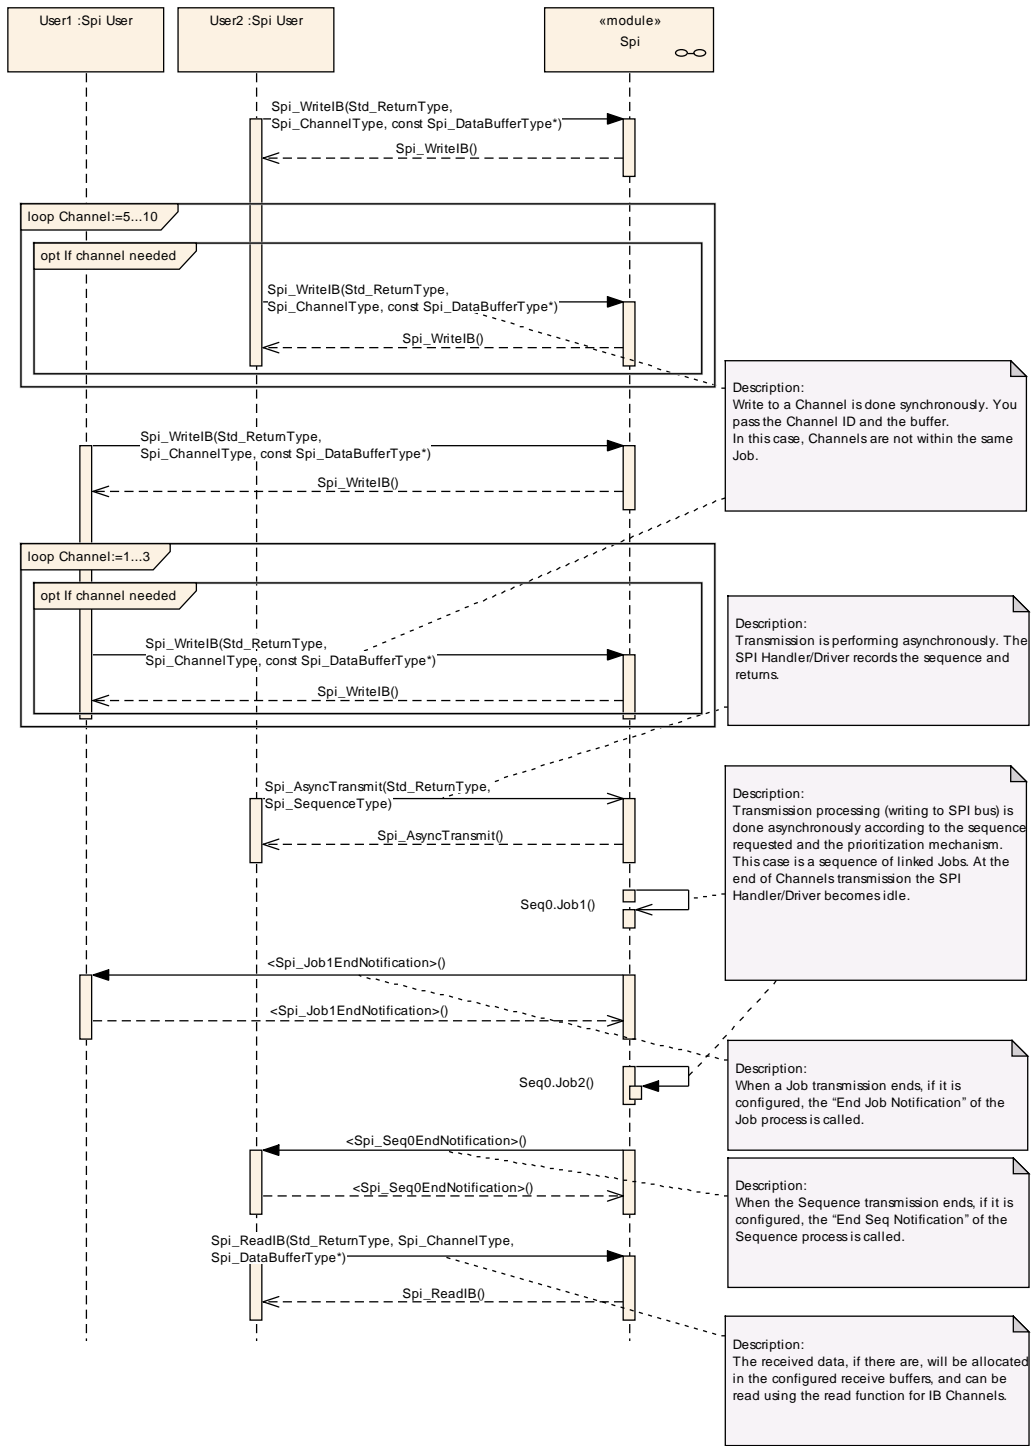 User1 :Spi User
User2 :Spi User
«module»
Spi
Spi_WriteIB(Std_ReturnType,
Spi_ChannelType, const Spi_DataBufferType*)
Spi_WriteIB()
loop Channel:=5...10
opt If channel needed
Spi_WriteIB(Std_ReturnType,
Spi_ChannelType, const Spi_DataBufferType*)
Spi_WriteIB()
Description:
Write to a Channel is done synchronously. You
pass the Channel ID and the buffer.
In this case, Channels are not within the same
Job.
Spi_WriteIB(Std_ReturnType,
Spi_ChannelType, const Spi_DataBufferType*)
Spi_WriteIB()
loop Channel:=1...3
opt If channel needed
Spi_WriteIB(Std_ReturnType,
Spi_ChannelType, const Spi_DataBufferType*)
Spi_WriteIB()
Description:
Transmission is performing asynchronously. The
SPI Handler/Driver records the sequence and
returns.
Spi_AsyncTransmit(Std_ReturnType,
Spi_SequenceType)
Spi_AsyncTransmit()
Description:
Transmission processing (writing to SPI bus) is
done asynchronously according to the sequence
requested and the prioritization mechanism.
This case is a sequence of linked Jobs. At the
end of Channels transmission the SPI
Handler/Driver becomes idle.
Seq0.Job1()
<Spi_Job1EndNotification>()
<Spi_Job1EndNotification>()
Seq0.Job2()
Description:
When a Job transmission ends, if it is
configured, the “End Job Notification” of the
Job process is called.
<Spi_Seq0EndNotification>()
<Spi_Seq0EndNotification>()
Description:
When the Sequence transmission ends, if it is
configured, the “End Seq Notification” of the
Sequence process is called.
Spi_ReadIB(Std_ReturnType, Spi_ChannelType,
Spi_DataBufferType*)
Spi_ReadIB()
Description:
The received data, if there are, will be allocated
in the configured receive buffers, and can be
read using the read function for IB Channels.